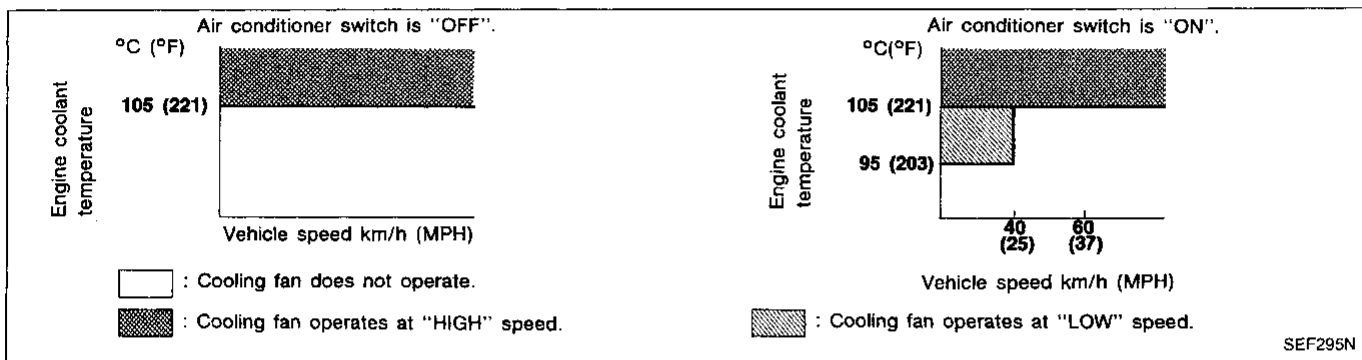 Air conditioner switch is "OFF".
°C (°F)
105 (221)
Engine coolant
temperature
Vehicle speed km/h (MPH)
: Cooling fan does not operate.
: Cooling fan operates at "HIGH" speed.
Air conditioner switch is "ON".
°C(°F)
105 (221)
95 (203)
Engine coolant
temperature
40 60
(25) (37)
Vehicle speed km/h (MPH)
: Cooling fan operates at "LOW" speed.
SEF295N